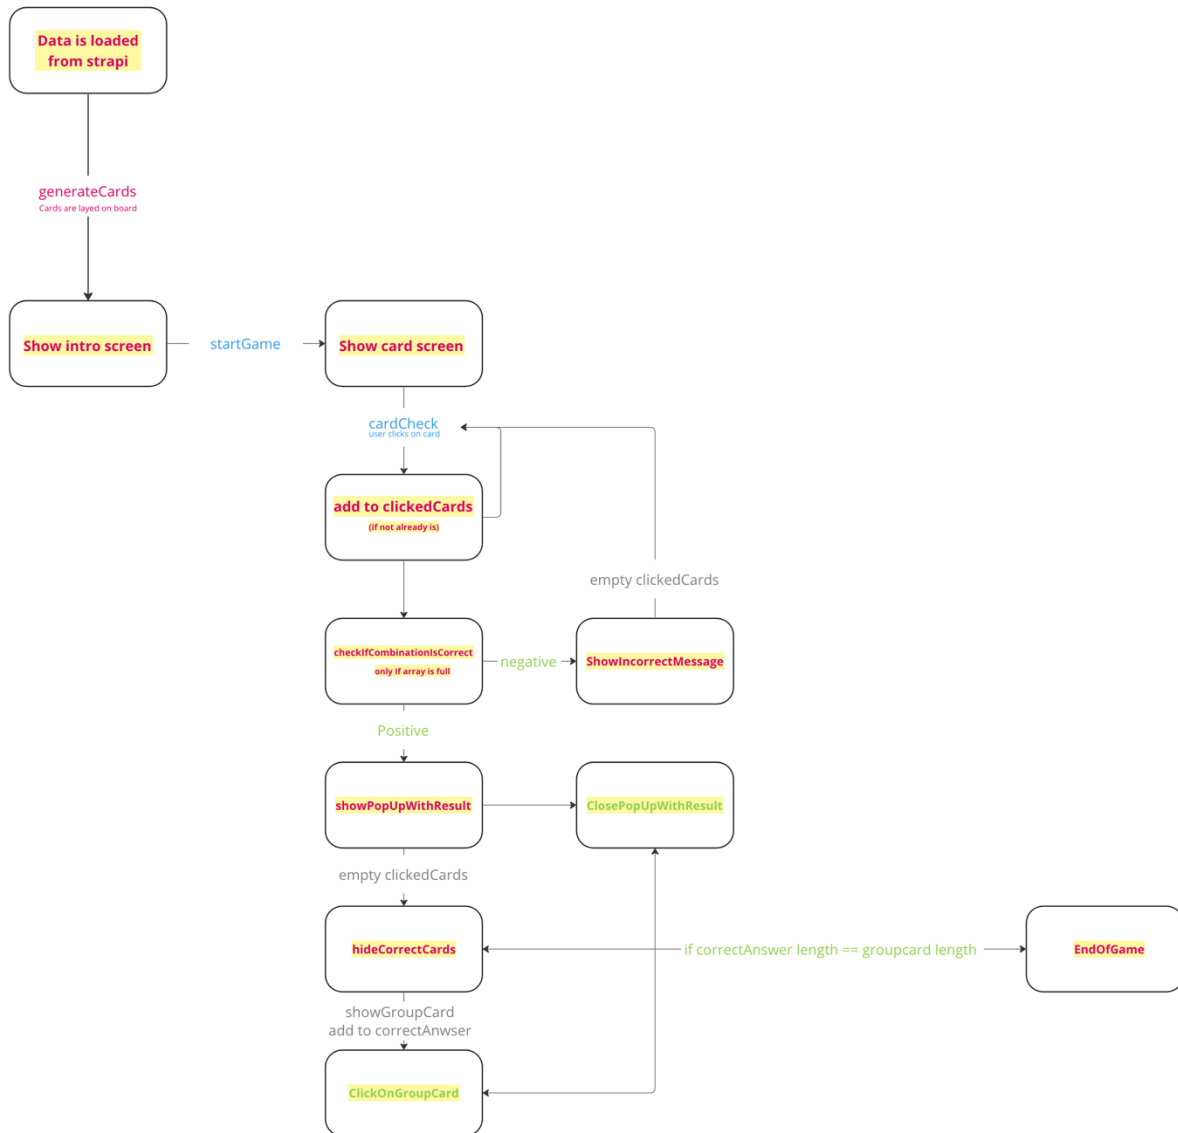 Data is loaded
from strapi
generateCards
Cards are layed on board
Show intro screen
startGame
Show card screen
cardCheck
user clicks on card
add to clickedCards
(if not already is)
empty clickedCards
checkIfCombinationIsCorrect
only if array is full
negative
ShowIncorrectMessage
Positive
showPopUpWithResult
ClosePopUpWithResult
empty clickedCards
hideCorrectCards
if correctAnswer length == groupcard length
EndOfGame
showGroupCard
add to correctAnwser
ClickOnGroupCard